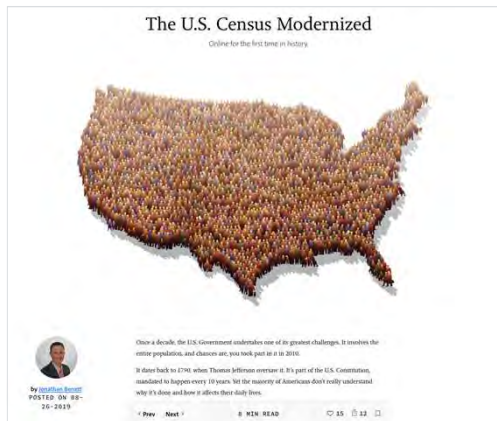 The U.S. Census Modernized
Online for the first time in history.
Once a decade, the U.S. Government undertakes one of its greatest challenges. It involves the
entire population, and chances are, you took part in it in 2010.
It dates back to 1790, when Thomas Jefferson oversaw it. It's part of the U.S. Constitution,
mandated to happen every 10 years. Yet the majority of Americans don't really understand
why it's done and how it affects their daily lives.
by Jonathan Barrett
POSTED ON 08-
26-2019
‹ Prev Next ›
8 MIN READ
15 12